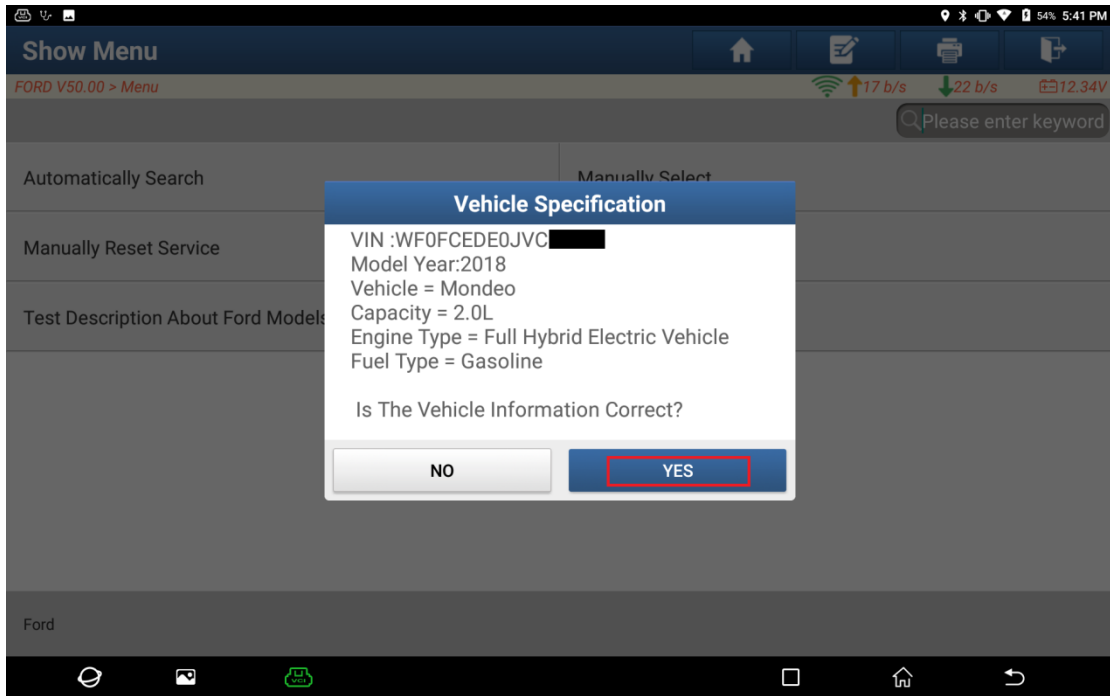 54% 5:41 PM
Show Menu
FORD V50.00 > Menu
17 b/s
22 b/s
12.34V
Please enter keyword
Automatically Search
Manually Select
Manually Reset Service
Test Description About Ford Models
Vehicle Specification
VIN :WF0FCEDE0JVC
Model Year:2018
Vehicle = Mondeo
Capacity = 2.0L
Engine Type = Full Hybrid Electric Vehicle
Fuel Type = Gasoline
Is The Vehicle Information Correct?
NO
YES
Ford
VCI